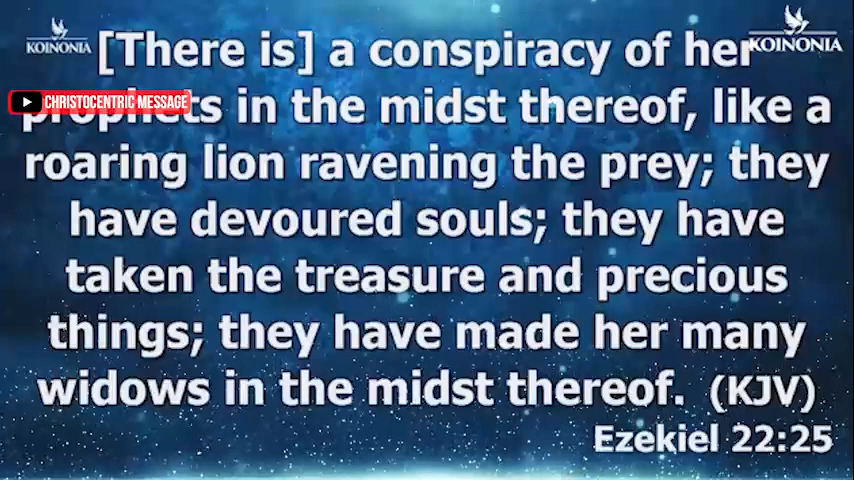 KOINONIA
KOINONIA
[There is] a conspiracy of her
CHRISTOCENTRIC MESSAGE
prophets in the midst thereof, like a
roaring lion ravening the prey; they
have devoured souls; they have
taken the treasure and precious
things; they have made her many
widows in the midst thereof. (KJV)
Ezekiel 22:25